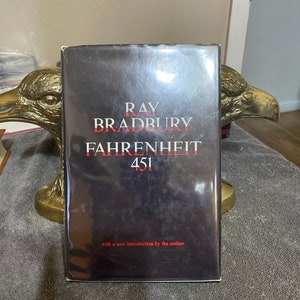 RAY
BRADBURY
FAHRENHEIT
451
with a new introduction by the author